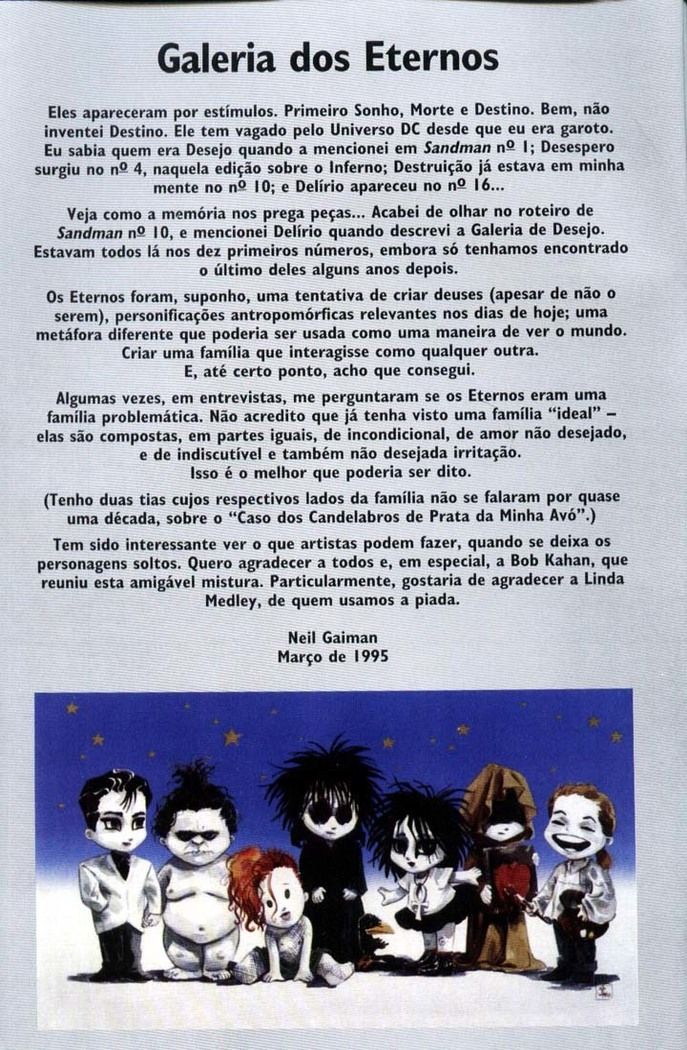 Galeria dos Eternos
Eles apareceram por estímulos. Primeiro Sonho, Morte e Destino. Bem, não
inventei Destino. Ele tem vagado pelo Universo DC desde que eu era garoto.
Eu sabia quem era Desejo quando a mencionei em Sandman nº 1; Desespero
surgiu no nº 4, naquela edição sobre o Inferno; Destruição já estava em minha
mente no nº 10; e Delírio apareceu no nº 16...
Veja como a memória nos prega peças... Acabei de olhar no roteiro de
Sandman nº 10, e mencionei Delírio quando descrevi a Galeria de Desejo.
Estavam todos lá nos dez primeiros números, embora só tenhamos encontrado
o último deles alguns anos depois.
Os Eternos foram, suponho, uma tentativa de criar deuses (apesar de não o
serem), personificações antropomórficas relevantes nos dias de hoje; uma
metáfora diferente que poderia ser usada como uma maneira de ver o mundo.
Criar uma família que interagisse como qualquer outra.
E, até certo ponto, acho que consegui.
Algumas vezes, em entrevistas, me perguntaram se os Eternos eram uma
família problemática. Não acredito que já tenha visto uma família “ideal” –
elas são compostas, em partes iguais, de incondicional, de amor não desejado,
e de indiscutível e também não desejada irritação.
Isso é o melhor que poderia ser dito.
(Tenho duas tias cujos respectivos lados da família não se falaram por quase
uma década, sobre o “Caso dos Candelabros de Prata da Minha Avó”.)
Tem sido interessante ver o que artistas podem fazer, quando se deixa os
personagens soltos. Quero agradecer a todos e, em especial, a Bob Kahan, que
reuniu esta amigável mistura. Particularmente, gostaria de agradecer a Linda
Medley, de quem usamos a piada.
Neil Gaiman
Março de 1995